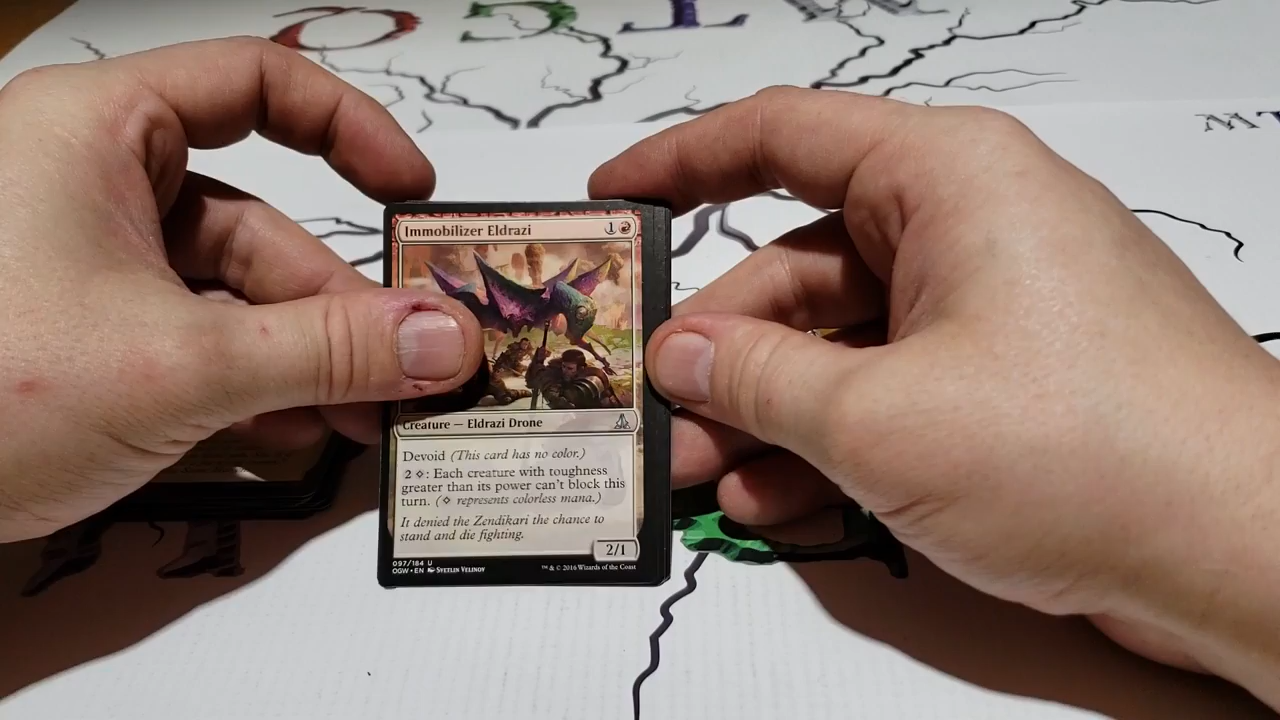 Immobilizer Eldrazi 1
Creature — Eldrazi Drone
Devoid (This card has no color.)
2 ◇: Each creature with toughness
greater than its power can't block this
turn. (◇ represents colorless mana.)
It denied the Zendikari the chance to
stand and die fighting.
2/1
097/184 U
OGW • EN Svetlin Velinov
™ & © 2016 Wizards of the Coast